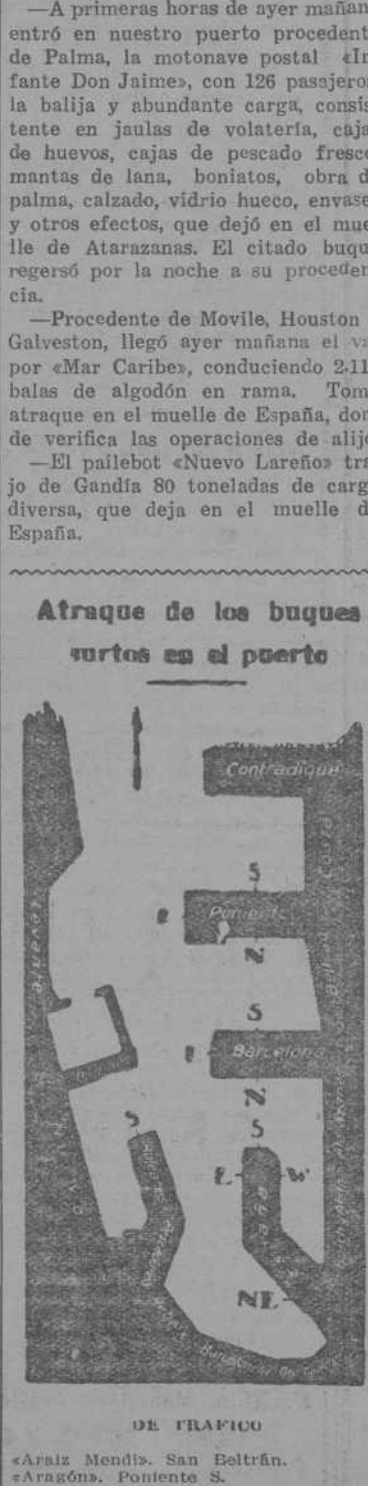 —A primeras horas de ayer mañan
entró en nuestro puerto procedent
de Palma, la motonave postal «In
fante Don Jaime», con 126 pasajeros
la balija y abundante carga, consis
tente en jaulas de volatería, caja
de huevos, cajas de pescado fresco
mantas de lana, boniatos, obra d
palma, calzado, vidrio hueco, envase
y otros efectos, que dejó en el mue
lle de Atarazanas. El citado buqu
regersó por la noche a su proceden
cia.
—Procedente de Movile, Houston
Galveston, llegó ayer mañana el va
por «Mar Caribe», conduciendo 2.11
balas de algodón en rama. Tom
atraque en el muelle de España, don
de verifica las operaciones de alijo
—El pailebot «Nuevo Lareño» tra
jo de Gandía 80 toneladas de carg
diversa, que deja en el muelle d
España.
Atraque de los buques
surtos en el puerto
Contradique
Costa
S
Poniente
N
Levante
S
Barcelona
N
S
S
E
W
NE
DE TRAFICO
«Araiz Mendi». San Beltrán.
«Aragón». Poniente S.